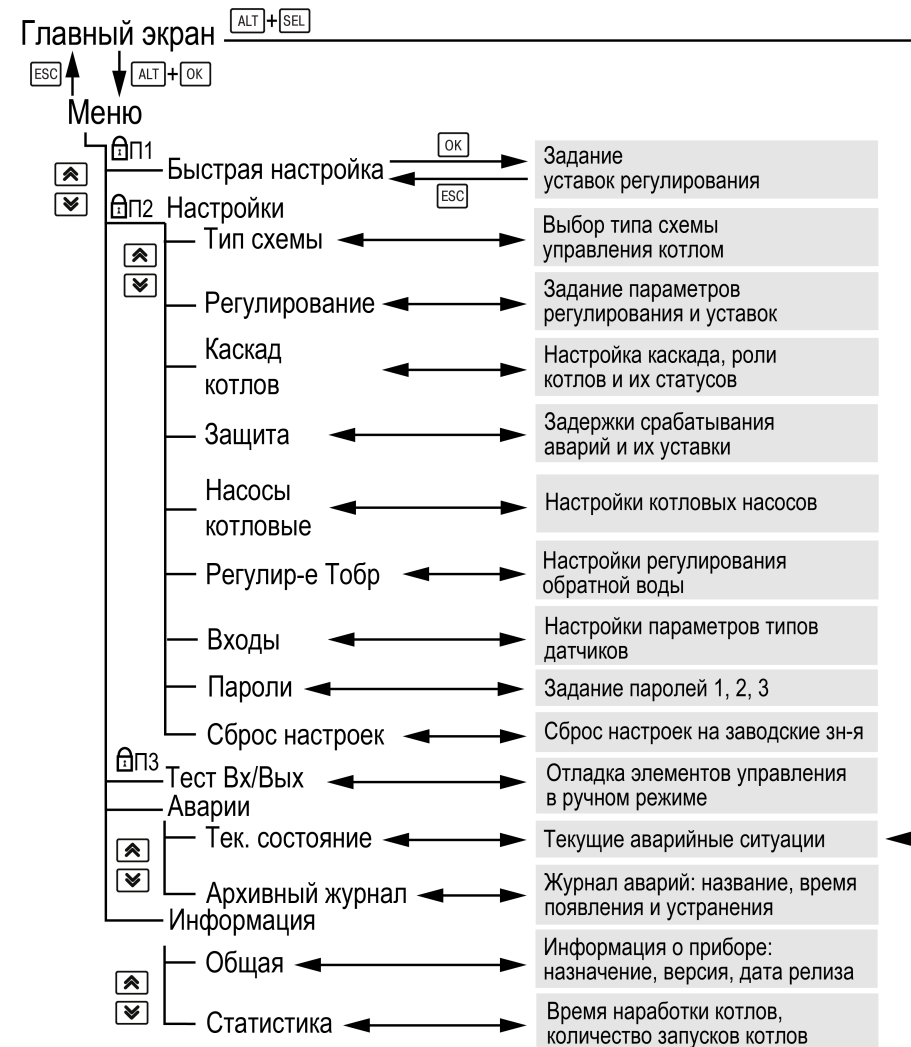 Главный экран
ALT+SEL
ESC
ALT+OK
Меню
П1
Быстрая настройка
OK
ESC
Задание
уставок регулирования
П2
Настройки
Тип схемы
Выбор типа схемы
управления котлом
Регулирование
Задание параметров
регулирования и уставок
Каскад
котлов
Настройка каскада, роли
котлов и их статусов
Защита
Задержки срабатывания
аварий и их уставки
Насосы
котловые
Настройки котловых насосов
Регулир-е Тобр
Настройки регулирования
обратной воды
Входы
Настройки параметров типов
датчиков
Пароли
Задание паролей 1, 2, 3
Сброс настроек
Сброс настроек на заводские зн-я
П3
Тест Вх/Вых
Отладка элементов управления
в ручном режиме
Аварии
Тек. состояние
Текущие аварийные ситуации
Архивный журнал
Журнал аварий: название, время
появления и устранения
Информация
Общая
Информация о приборе:
назначение, версия, дата релиза
Статистика
Время наработки котлов,
количество запусков котлов